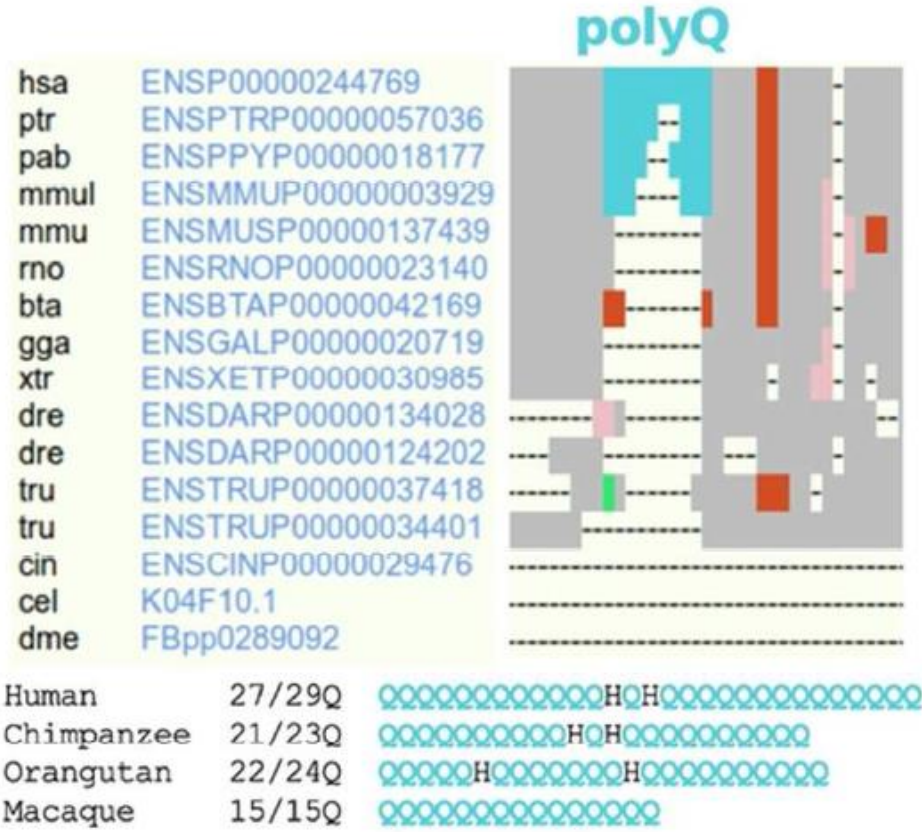 polyQ
hsa ENSP00000244769
ptr ENSPTRP00000057036
pab ENSPPYP00000018177
mmul ENSMMUP00000003929
mmu ENSMUSP00000137439
rno ENSRNOP00000023140
bta ENSBTAP00000042169
gga ENSGALP00000020719
xtr ENSXETP00000030985
dre ENSDARP00000134028
dre ENSDARP00000124202
tru ENSTRUP00000037418
tru ENSTRUP00000034401
cin ENSCINP00000029476
cel K04F10.1
dme FBpp0289092
Human 27/29Q QQQQQQQQQQQQHQHQQQQQQQQQQQQQQ
Chimpanzee 21/23Q QQQQQQQQQQHQHQQQQQQQQQQ
Orangutan 22/24Q QQQQQHQQQQQQQHQQQQQQQQQQ
Macaque 15/15Q QQQQQQQQQQQQQQQ